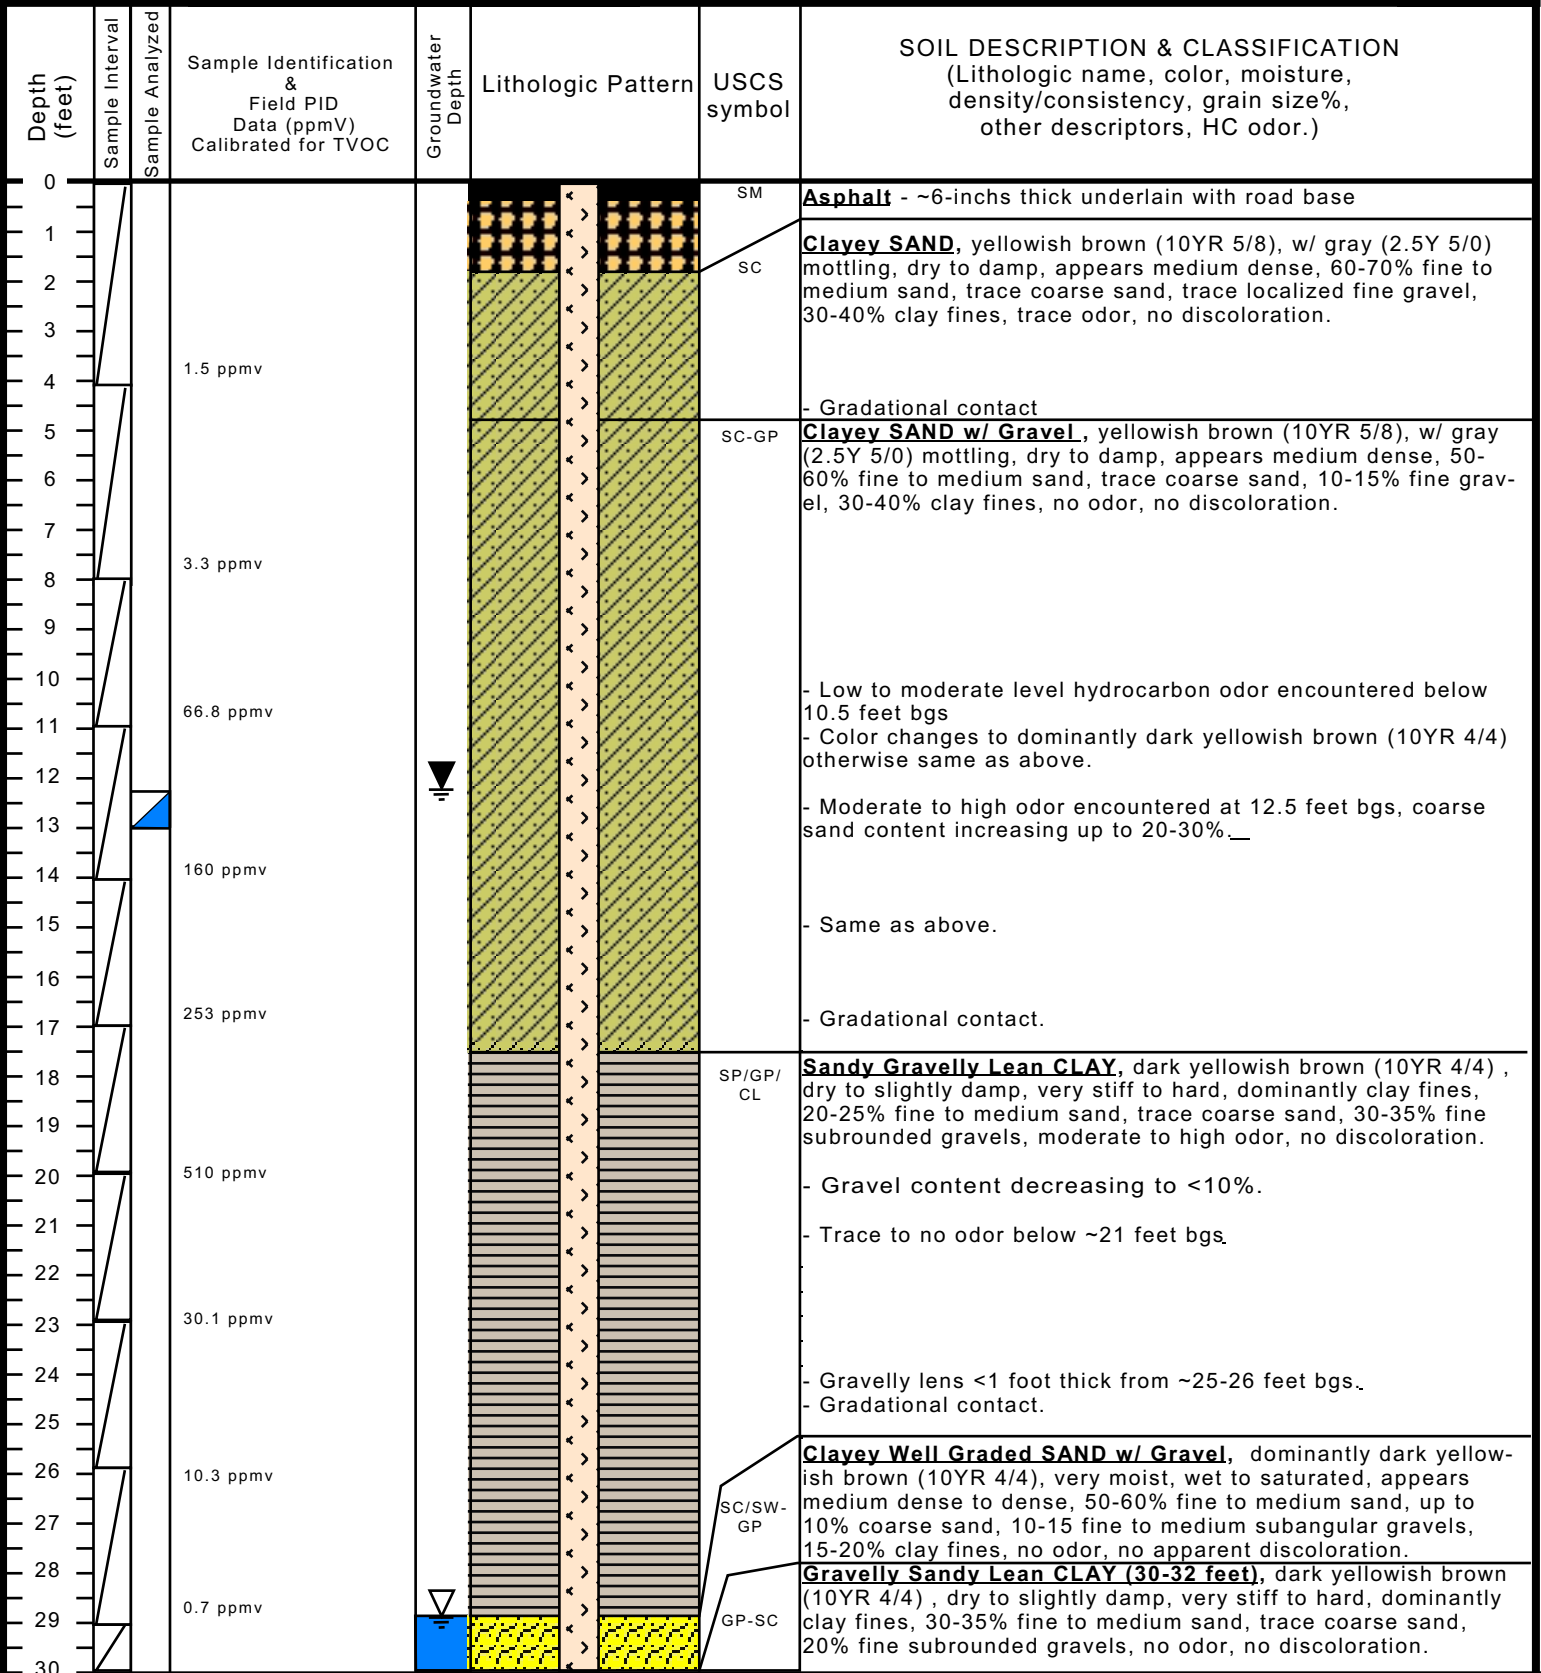 Depth
(feet)
Sample Interval
Sample Analyzed
Sample Identification
&
Field PID
Data (ppmV)
Calibrated for TVOC
Groundwater
Depth
Lithologic Pattern
USCS
symbol
SOIL DESCRIPTION & CLASSIFICATION
(Lithologic name, color, moisture,
density/consistency, grain size%,
other descriptors, HC odor.)
0
SM
Asphalt - ~6-inchs thick underlain with road base
1
Clayey SAND, yellowish brown (10YR 5/8), w/ gray (2.5Y 5/0)
SC
mottling, dry to damp, appears medium dense, 60-70% fine to
2
medium sand, trace coarse sand, trace localized fine gravel,
30-40% clay fines, trace odor, no discoloration.
3
1.5 ppmv
4
- Gradational contact
5
SC-GP
Clayey SAND w/ Gravel , yellowish brown (10YR 5/8), w/ gray
(2.5Y 5/0) mottling, dry to damp, appears medium dense, 50-
6
60% fine to medium sand, trace coarse sand, 10-15% fine grav-
el, 30-40% clay fines, no odor, no discoloration.
7
3.3 ppmv
8
9
10
- Low to moderate level hydrocarbon odor encountered below
66.8 ppmv
10.5 feet bgs
11
- Color changes to dominantly dark yellowish brown (10YR 4/4)
otherwise same as above.
12
- Moderate to high odor encountered at 12.5 feet bgs, coarse
13
sand content increasing up to 20-30%.
160 ppmv
14
15
- Same as above.
16
253 ppmv
- Gradational contact.
17
Sandy Gravelly Lean CLAY, dark yellowish brown (10YR 4/4) ,
18
SP/GP/
CL
dry to slightly damp, very stiff to hard, dominantly clay fines,
20-25% fine to medium sand, trace coarse sand, 30-35% fine
19
subrounded gravels, moderate to high odor, no discoloration.
510 ppmv
20
- Gravel content decreasing to <10%.
21
- Trace to no odor below ~21 feet bgs
22
30.1 ppmv
23
24
- Gravelly lens <1 foot thick from ~25-26 feet bgs.
- Gradational contact.
25
Clayey Well Graded SAND w/ Gravel, dominantly dark yellow-
26
10.3 ppmv
ish brown (10YR 4/4), very moist, wet to saturated, appears
SC/SW-
GP
medium dense to dense, 50-60% fine to medium sand, up to
27
10% coarse sand, 10-15 fine to medium subangular gravels,
15-20% clay fines, no odor, no apparent discoloration.
28
Gravelly Sandy Lean CLAY (30-32 feet), dark yellowish brown
0.7 ppmv
(10YR 4/4) , dry to slightly damp, very stiff to hard, dominantly
29
GP-SC
clay fines, 30-35% fine to medium sand, trace coarse sand,
20% fine subrounded gravels, no odor, no discoloration.
30